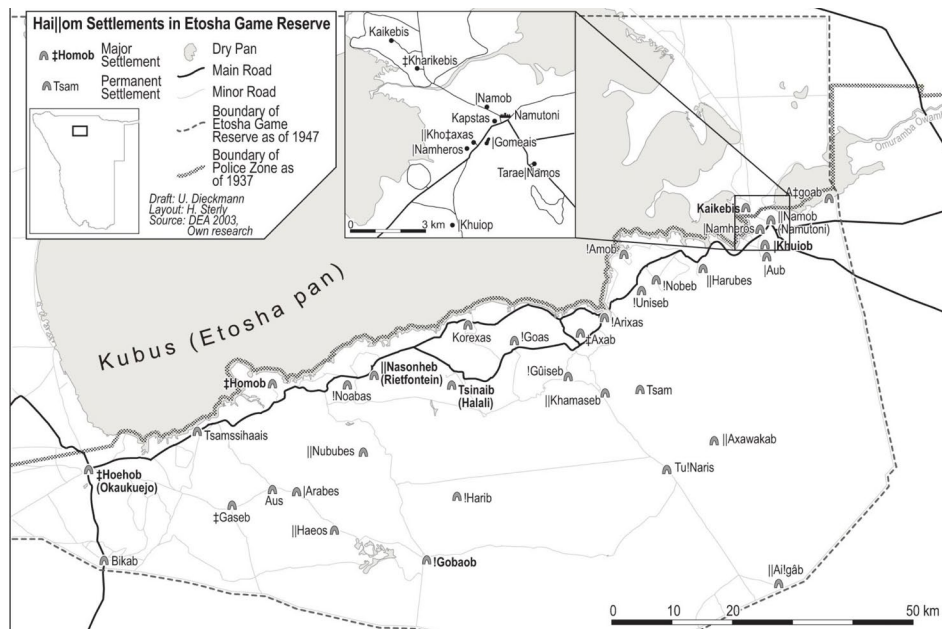 Hai||om Settlements in Etosha Game Reserve
‡Homob
Major
Settlement
Tsam
Permanent
Settlement
Dry Pan
Main Road
Minor Road
Boundary of
Etosha Game
Reserve as of 1947
Boundary of
Police Zone as
of 1937
Draft: U. Dieckmann
Layout: H. Sterly
Source: DEA 2003,
Own research
Kaikebis
‡Kharikebis
|Namob
Kapstas
Namutoni
||Kho‡axas
|Namheros
|Gomeais
Tarae|Namos
|Khuiop
0 3 km
Omuramba Owambo
A‡goab
Kaikebis
||Namob
(Namutoni)
|Namheros
|Khuiob
|Aub
!Amob
||Harubes
!Nobeb
!Uniseb
!Arixas
‡Axab
Korexas
!Goas
Kubus (Etosha pan)
‡Homob
||Nasonheb
(Rietfontein)
!Noabas
Tsinaib
(Halali)
!Gûiseb
||Khamaseb
Tsam
Tsamssihaais
||Axawakab
||Nububes
Tu!Naris
‡Hoehob
(Okaukuejo)
Aus
|Arabes
!Harib
‡Gaseb
||Haeos
Bikab
!Gobaob
||Ai!gâb
0 10 20 30 50 km